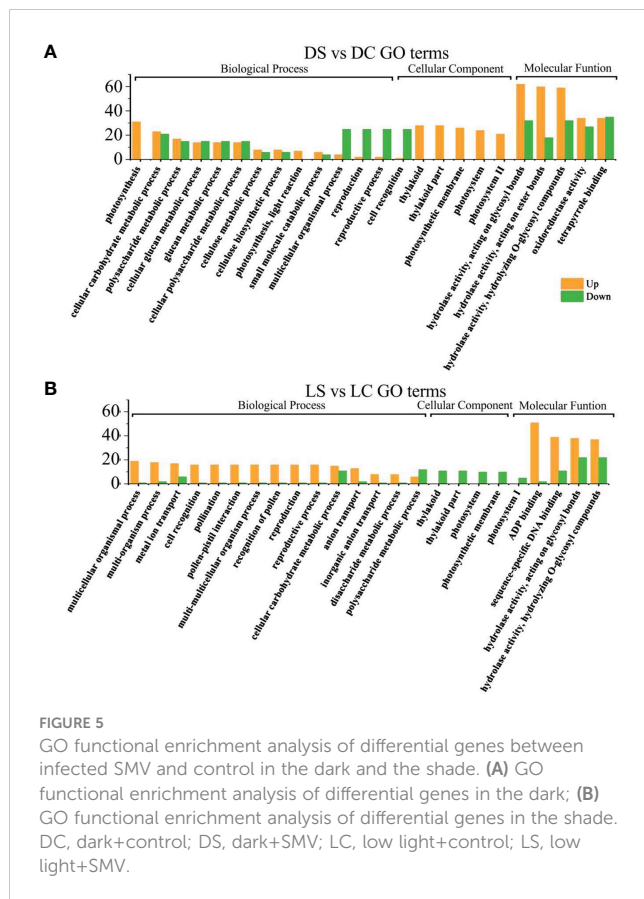 A
DS vs DC GO terms
Biological Process
Cellular Component
Molecular Funtion
60
40
20
0
photosynthesis
cellular carbohydrate metabolic process
polysaccharide metabolic process
cellular glucan metabolic process
glucan metabolic process
cellular polysaccharide metabolic process
cellulose metabolic process
cellulose biosynthetic process
photosynthesis, light reaction
small molecule catabolic process
multicellular organismal process
reproduction
reproductive process
cell recognition
thylakoid
thylakoid part
photosynthetic membrane
photosystem
photosystem II
hydrolase activity, acting on glycosyl bonds
hydrolase activity, acting on ester bonds
hydrolase activity, hydrolyzing O-glycosyl compounds
oxidoreductase activity
tetrapyrrole binding
Up
Down
B
LS vs LC GO terms
Biological Process
Cellular Component
Molecular Funtion
60
40
20
0
multicellular organismal process
multi-organism process
metal ion transport
cell recognition
pollination
pollen-pistil interaction
multi-multicellular organism process
recognition of pollen
reproduction
reproductive process
cellular carbohydrate metabolic process
anion transport
inorganic anion transport
disaccharide metabolic process
polysaccharide metabolic process
thylakoid
thylakoid part
photosystem
photosynthetic membrane
photosystem I
ADP binding
sequence-specific DNA binding
hydrolase activity, acting on glycosyl bonds
hydrolase activity, hydrolyzing O-glycosyl compounds
FIGURE 5
GO functional enrichment analysis of differential genes between
infected SMV and control in the dark and the shade. (A) GO
functional enrichment analysis of differential genes in the dark; (B)
GO functional enrichment analysis of differential genes in the shade.
DC, dark+control; DS, dark+SMV; LC, low light+control; LS, low
light+SMV.